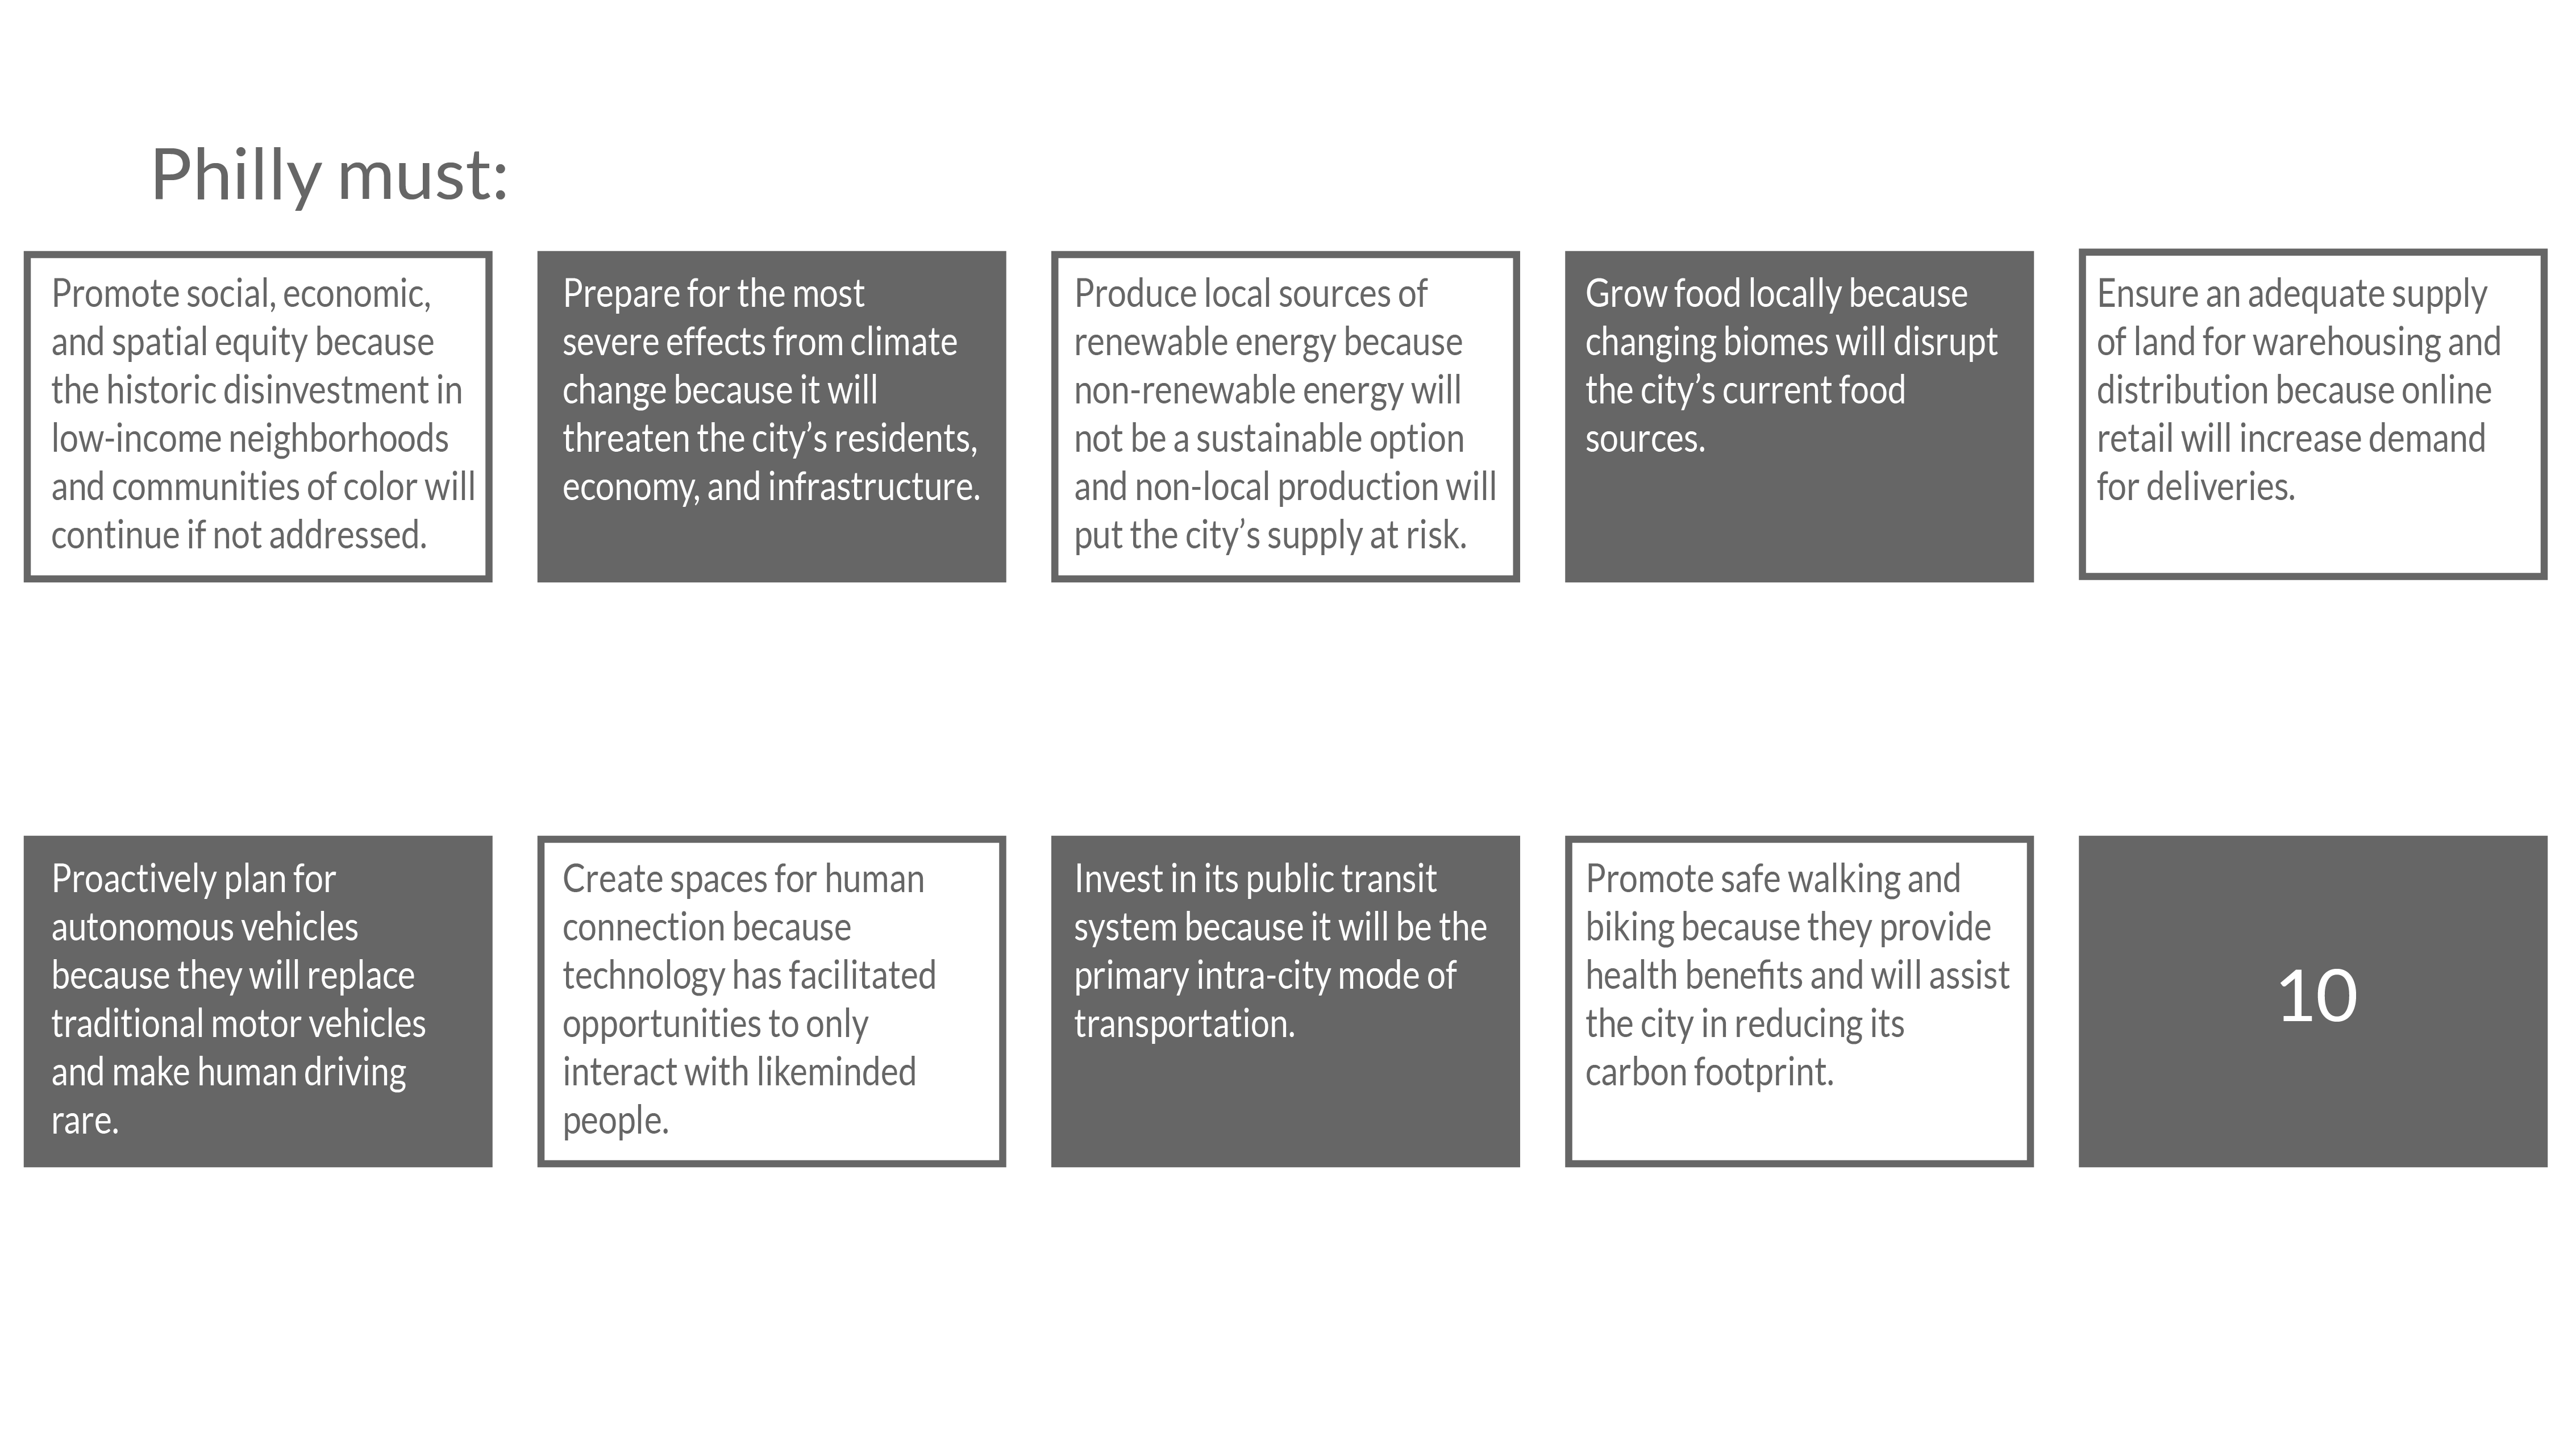 Philly must:
Promote social, economic,
and spatial equity because
the historic disinvestment in
low-income neighborhoods
and communities of color will
continue if not addressed.
Prepare for the most
severe effects from climate
change because it will
threaten the city’s residents,
economy, and infrastructure.
Produce local sources of
renewable energy because
non-renewable energy will
not be a sustainable option
and non-local production will
put the city’s supply at risk.
Grow food locally because
changing biomes will disrupt
the city’s current food
sources.
Ensure an adequate supply
of land for warehousing and
distribution because online
retail will increase demand
for deliveries.
Proactively plan for
autonomous vehicles
because they will replace
traditional motor vehicles
and make human driving
rare.
Create spaces for human
connection because
technology has facilitated
opportunities to only
interact with likeminded
people.
Invest in its public transit
system because it will be the
primary intra-city mode of
transportation.
Promote safe walking and
biking because they provide
health benefits and will assist
the city in reducing its
carbon footprint.
10